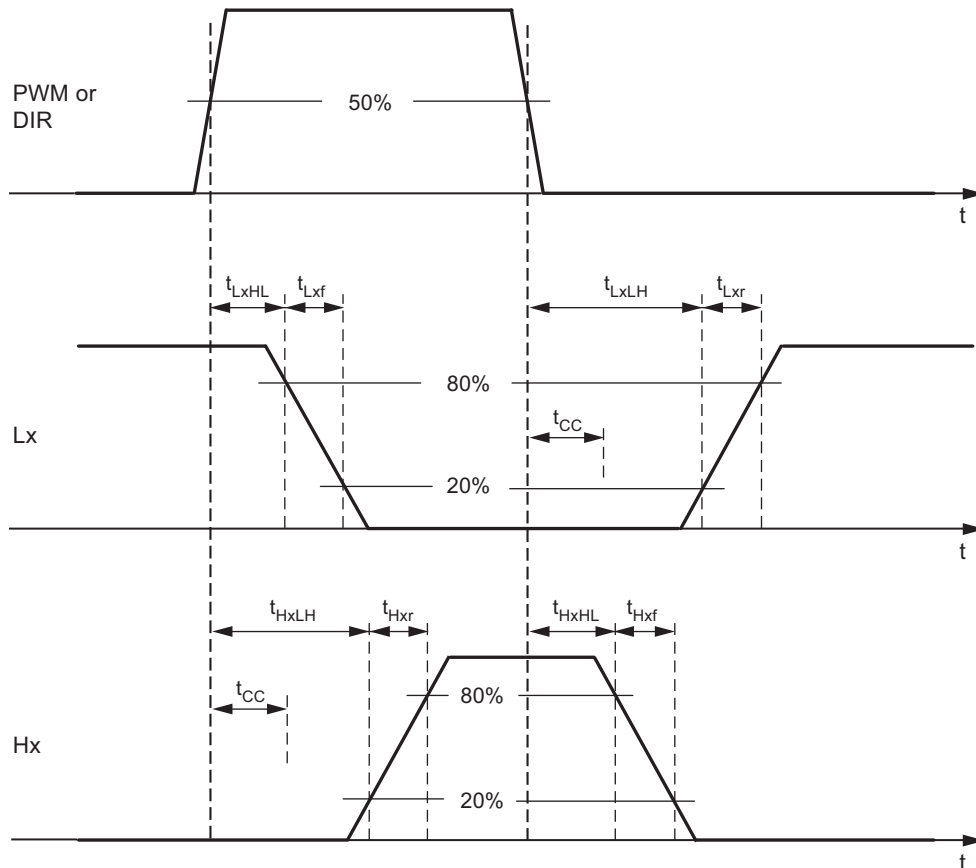 PWM or
DIR
50%
t
tLxHL
tLxf
tLxLH
tLxr
80%
Lx
tCC
20%
t
tHxLH
tHxr
tHxHL
tHxf
tCC
80%
Hx
20%
t